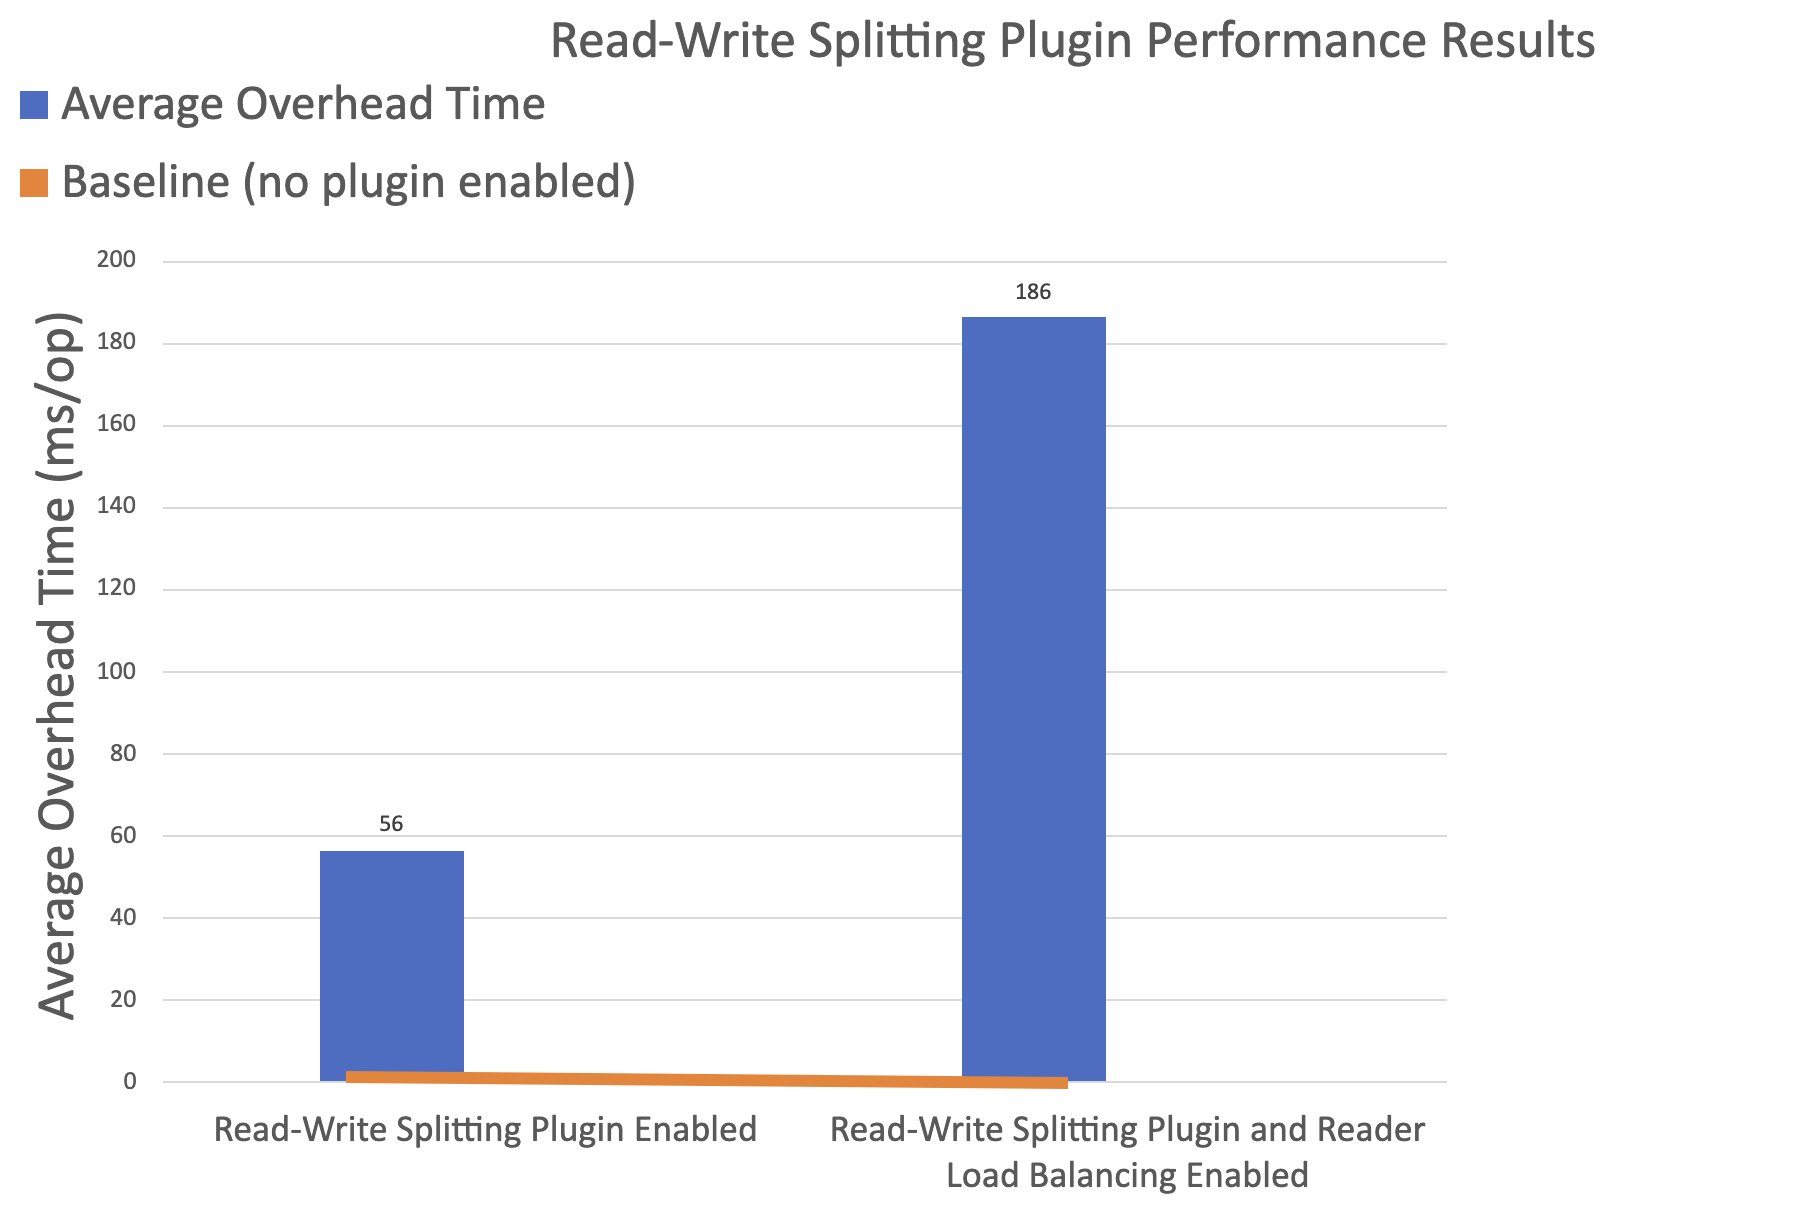 Read-Write Splitting Plugin Performance Results
Average Overhead Time
Baseline (no plugin enabled)
Average Overhead Time (ms/op)
200
180
160
140
120
100
80
60
40
20
0
56
186
Read-Write Splitting Plugin Enabled
Read-Write Splitting Plugin and Reader
Load Balancing Enabled